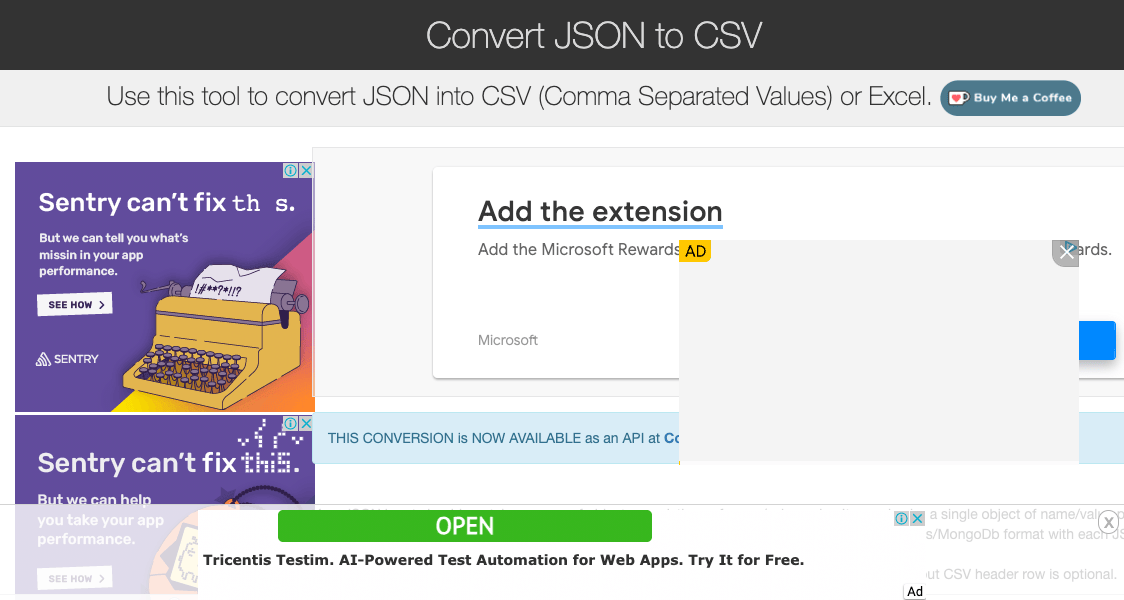 Convert JSON to CSV
Use this tool to convert JSON into CSV (Comma Separated Values) or Excel.
Buy Me a Coffee
Sentry can't fix th s.
But we can tell you what's
missin in your app
performance.
SEE HOW
!#**?*!!?
SENTRY
Add the extension
Add the Microsoft Rewards
AD
ards.
Microsoft
THIS CONVERSION is NOW AVAILABLE as an API at Co
Sentry can't fix this.
But we can help
you take your app
performance.
SEE HOW
OPEN
Tricentis Testim. AI-Powered Test Automation for Web Apps. Try It for Free.
Ad
a single object of name/value p
s/MongoDb format with each JS
out CSV header row is optional.